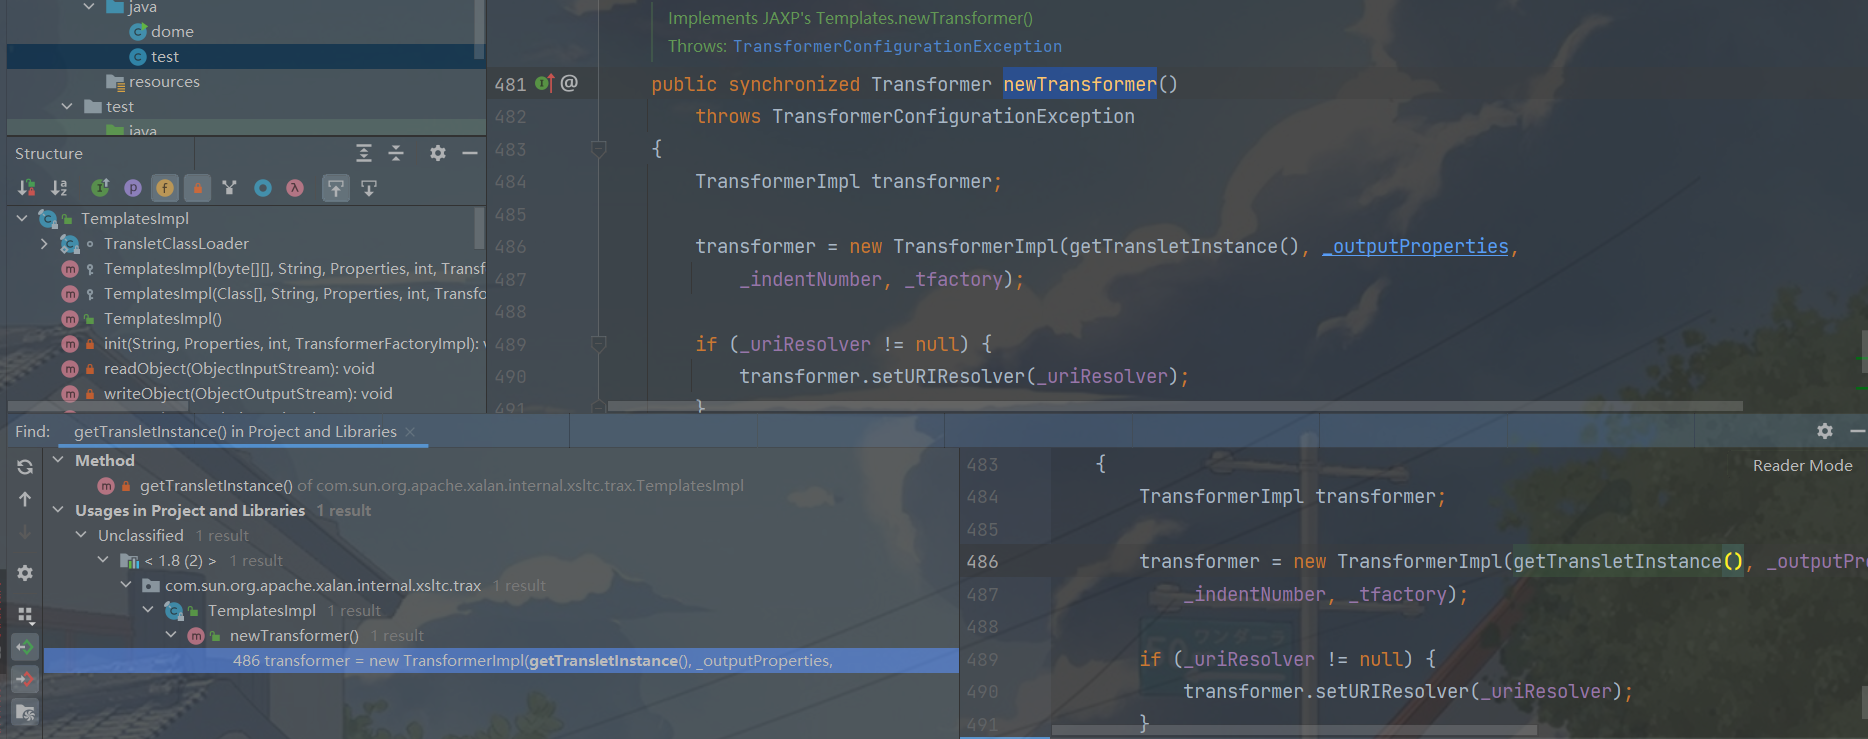 java
dome
test
resources
test
java
Structure
TemplatesImpl
TransletClassLoader
TemplatesImpl(byte[][], String, Properties, int, Transf
TemplatesImpl(Class[], String, Properties, int, Transfo
TemplatesImpl()
init(String, Properties, int, TransformerFactoryImpl): v
readObject(ObjectInputStream): void
writeObject(ObjectOutputStream): void
Implements JAXP's Templates.newTransformer()
Throws: TransformerConfigurationException
481 @ public synchronized Transformer newTransformer()
482 throws TransformerConfigurationException
483 {
484 TransformerImpl transformer;
485
486 transformer = new TransformerImpl(getTransletInstance(), _outputProperties,
487 _indentNumber, _tfactory);
488
489 if (_uriResolver != null) {
490 transformer.setURIResolver(_uriResolver);
491 }
Find: getTransletInstance() in Project and Libraries ×
Method
m getTransletInstance() of com.sun.org.apache.xalan.internal.xsltc.trax.TemplatesImpl
Usages in Project and Libraries 1 result
Unclassified 1 result
< 1.8 (2) > 1 result
com.sun.org.apache.xalan.internal.xsltc.trax 1 result
TemplatesImpl 1 result
m newTransformer() 1 result
486 transformer = new TransformerImpl(getTransletInstance(), _outputProperties,
Reader Mode
483 {
484 TransformerImpl transformer;
485
486 transformer = new TransformerImpl(getTransletInstance(), _outputPr
487 _indentNumber, _tfactory);
488
489 if (_uriResolver != null) {
490 transformer.setURIResolver(_uriResolver);
491 }
ワンダーラ